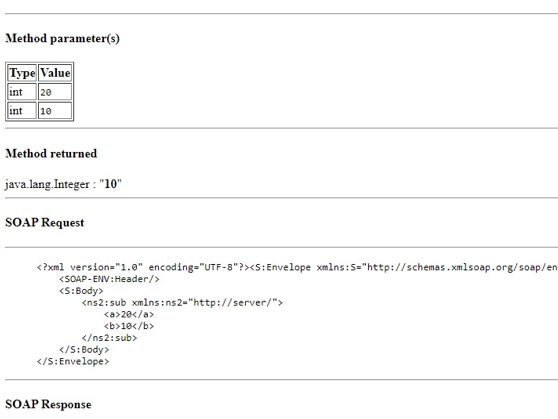 Method parameter(s)
Type Value
int 20
int 10
Method returned
java.lang.Integer : "10"
SOAP Request
<?xml version="1.0" encoding="UTF-8"?><S:Envelope xmlns:S="http://schemas.xmlsoap.org/soap/en
<SOAP-ENV:Header/>
<S:Body>
<ns2:sub xmlns:ns2="http://server/">
<a>20</a>
<b>10</b>
</ns2:sub>
</S:Body>
</S:Envelope>
SOAP Response